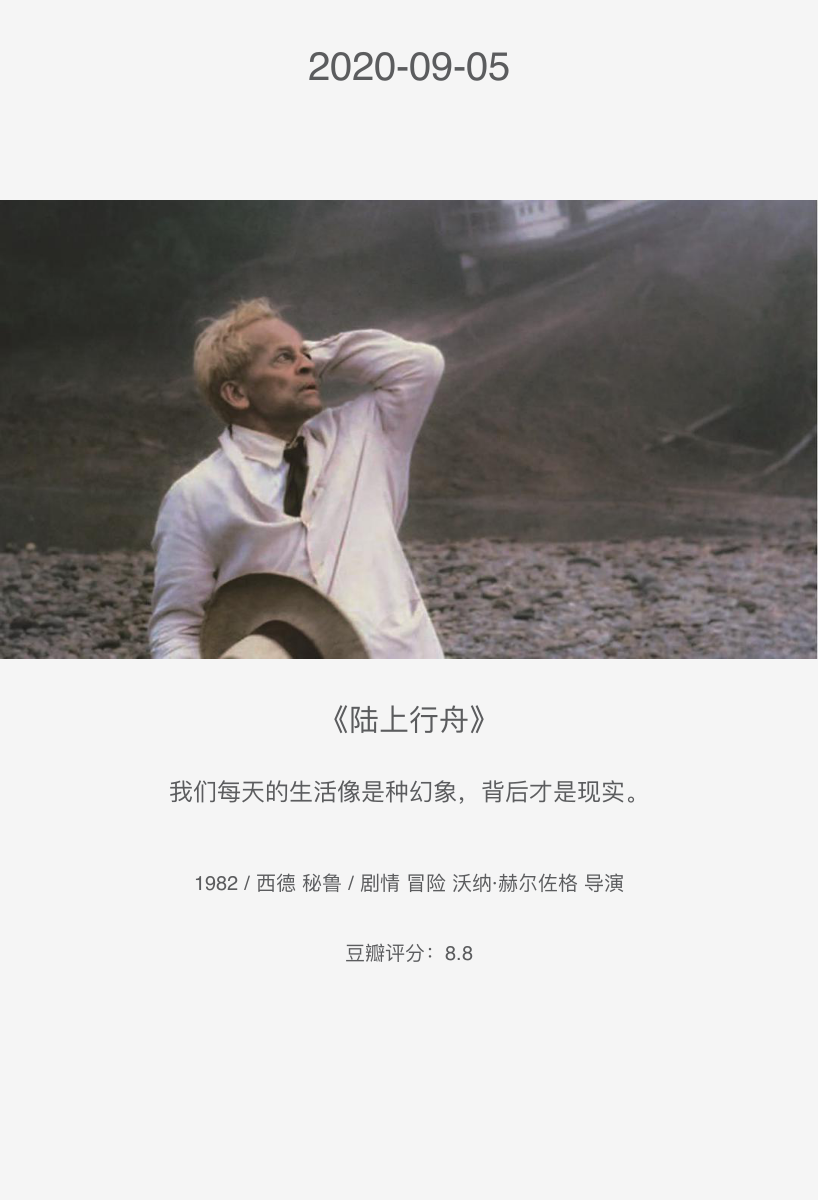 2020-09-05
《陆上行舟》
我们每天的生活像是种幻象，背后才是现实。
1982 / 西德 秘鲁 / 剧情 冒险 沃纳·赫尔佐格 导演
豆瓣评分：8.8